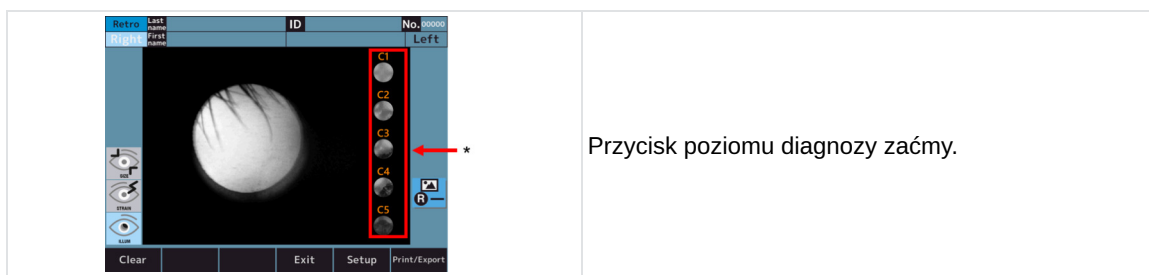 Retro Last name ID No. 00000
Right First name Left
C1
C2
C3
C4
C5
*
SIZE
STRAIN
ILLUM
R
Clear Exit Setup Print/Export
Przycisk poziomu diagnozy zaćmy.